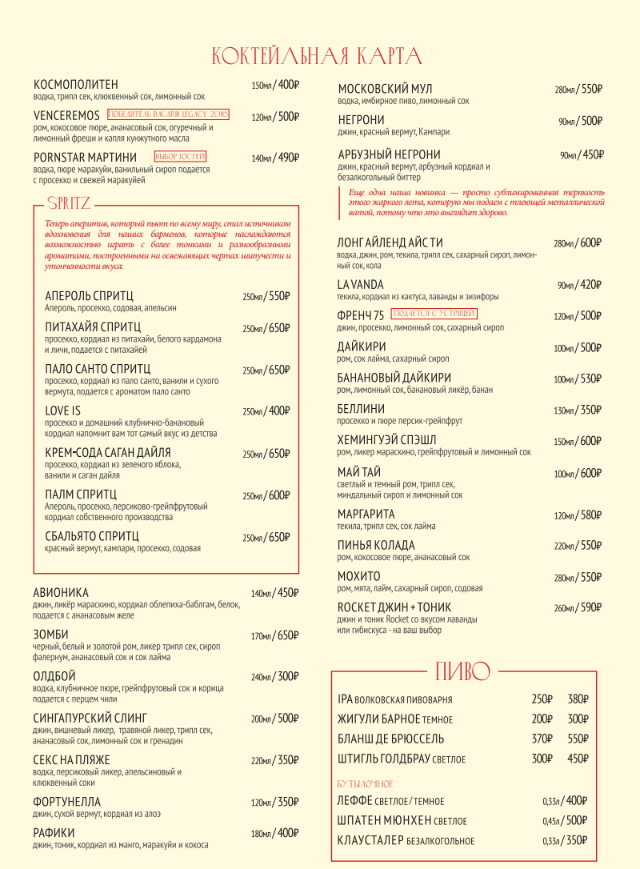 КОКТЕЙЛЬНАЯ КАРТА
КОСМОПОЛИТЕН 150мл / 400₽
водка, трипл сек, клюквенный сок, лимонный сок
VENCEREMOS ПОБЕДИТЕЛЬ BACARDI LEGACY 2018 120мл / 500₽
ром, кокосовое пюре, ананасовый сок, огуречный и
лимонный фреши и капля кунжутного масла
PORNSTAR МАРТИНИ ВЫБОР ГОСТЕЙ 140мл / 490₽
водка, пюре маракуйи, ванильный сироп подается
с просекко и свежей маракуйей
SPRITZ
Теперь аперитив, который пьют по всему миру, стал источником
вдохновения для наших барменов, которые наслаждаются
возможностью играть с более тонкими и разнообразными
ароматами, построенными на освежающих чертах шипучести и
утонченности вкуса:
АПЕРОЛЬ СПРИТЦ 250мл / 550₽
Апероль, просекко, содовая, апельсин
ПИТАХАЙЯ СПРИТЦ 250мл / 650₽
просекко, кордиал из питахайи, белого кардамона
и личи, подается с питахайей
ПАЛО САНТО СПРИТЦ 250мл / 650₽
просекко, кордиал из пало санто, ванили и сухого
вермута, подается с ароматом пало санто
LOVE IS 250мл / 400₽
просекко и домашний клубнично-банановый
кордиал напомнит вам тот самый вкус из детства
КРЕМ-СОДА САГАН ДАЙЛЯ 250мл / 650₽
просекко, кордиал из зеленого яблока,
ванили и саган дайля
ПАЛМ СПРИТЦ 250мл / 600₽
Апероль, просекко, персиково-грейпфрутовый
кордиал собственного производства
СБАЛЬЯТО СПРИТЦ 250мл / 650₽
красный вермут, кампари, просекко, содовая
АВИОНИКА 140мл / 450₽
джин, ликёр мараскино, кордиал облепиха-баблгам, белок,
подается с ананасовым желе
ЗОМБИ 170мл / 650₽
черный, белый и золотой ром, ликер трипл сек, сироп
фалернум, ананасовый сок и сок лайма
ОЛДБОЙ 240мл / 300₽
водка, клубничное пюре, грейпфрутовый сок и корица
подается с перцем чили
СИНГАПУРСКИЙ СЛИНГ 200мл / 500₽
джин, вишневый ликер, травяной ликер, трипл сек,
ананасовый сок, лимонный сок и гренадин
СЕКС НА ПЛЯЖЕ 220мл / 350₽
водка, персиковый ликер, апельсиновый и
клюквенный соки
ФОРТУНЕЛЛА 120мл / 350₽
джин, сухой вермут, кордиал из алоэ
РАФИКИ 180мл / 400₽
джин, тоник, кордиал из манго, маракуйи и кокоса
МОСКОВСКИЙ МУЛ 280мл / 550₽
водка, имбирное пиво, лимонный сок
НЕГРОНИ 90мл / 500₽
джин, красный вермут, Кампари
АРБУЗНЫЙ НЕГРОНИ 90мл / 450₽
джин, красный вермут, арбузный кордиал и
безалкогольный биттер
Еще одна наша новинка — просто сублимированная терпкость
этого жаркого лета, которую мы подаем с тлеющей металлической
ватой, потому что это выглядит здорово.
ЛОНГАЙЛЕНД АЙС ТИ 280мл / 600₽
водка, джин, ром, текила, трипл сек, сахарный сироп, лимон-
ный сок, кола
LA VANDA 90мл / 420₽
текила, кордиал из кактуса, лаванды и зизифоры
ФРЕНЧ 75 ПОДАЕТСЯ С УСТРИЦЕЙ 120мл / 500₽
джин, просекко, лимонный сок, сахарный сироп
ДАЙКИРИ 100мл / 500₽
ром, сок лайма, сахарный сироп
БАНАНОВЫЙ ДАЙКИРИ 100мл / 530₽
ром, лимонный сок, банановый ликёр, банан
БЕЛЛИНИ 130мл / 350₽
просекко и пюре персик-грейпфрут
ХЕМИНГУЭЙ СПЭШЛ 150мл / 600₽
ром, ликер мараскино, грейпфрутовый и лимонный сок
МАЙ ТАЙ 100мл / 600₽
светлый и темный ром, трипл сек,
миндальный сироп и лимонный сок
МАРГАРИТА 120мл / 580₽
текила, трипл сек, сок лайма
ПИНЬЯ КОЛАДА 220мл / 550₽
ром, кокосовое пюре, ананасовый сок
МОХИТО 280мл / 550₽
ром, мята, лайм, сахарный сироп, содовая
ROCKET ДЖИН + ТОНИК 260мл / 590₽
джин и тоник Rocket со вкусом лаванды
или гибискуса - на ваш выбор
ПИВО
IPA ВОЛКОВСКАЯ ПИВОВАРНЯ 250₽ 380₽
ЖИГУЛИ БАРНОЕ ТЕМНОЕ 200₽ 300₽
БЛАНШ ДЕ БРЮССЕЛЬ 370₽ 550₽
ШТИГЛЬ ГОЛДБРАУ СВЕТЛОЕ 300₽ 450₽
БУТЫЛОЧНОЕ
ЛЕФФЕ СВЕТЛОЕ / ТЕМНОЕ 0,33л / 400₽
ШПАТЕН МЮНХЕН СВЕТЛОЕ 0,45л / 500₽
КЛАУСТАЛЕР БЕЗАЛКОГОЛЬНОЕ 0,33л / 350₽